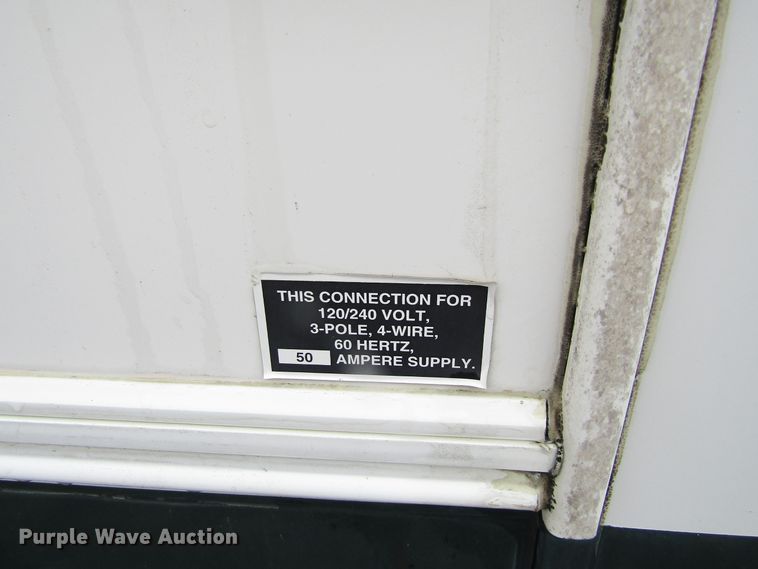 THIS CONNECTION FOR
120/240 VOLT,
3-POLE, 4-WIRE,
60 HERTZ,
50 AMPERE SUPPLY.
Purple Wave Auction